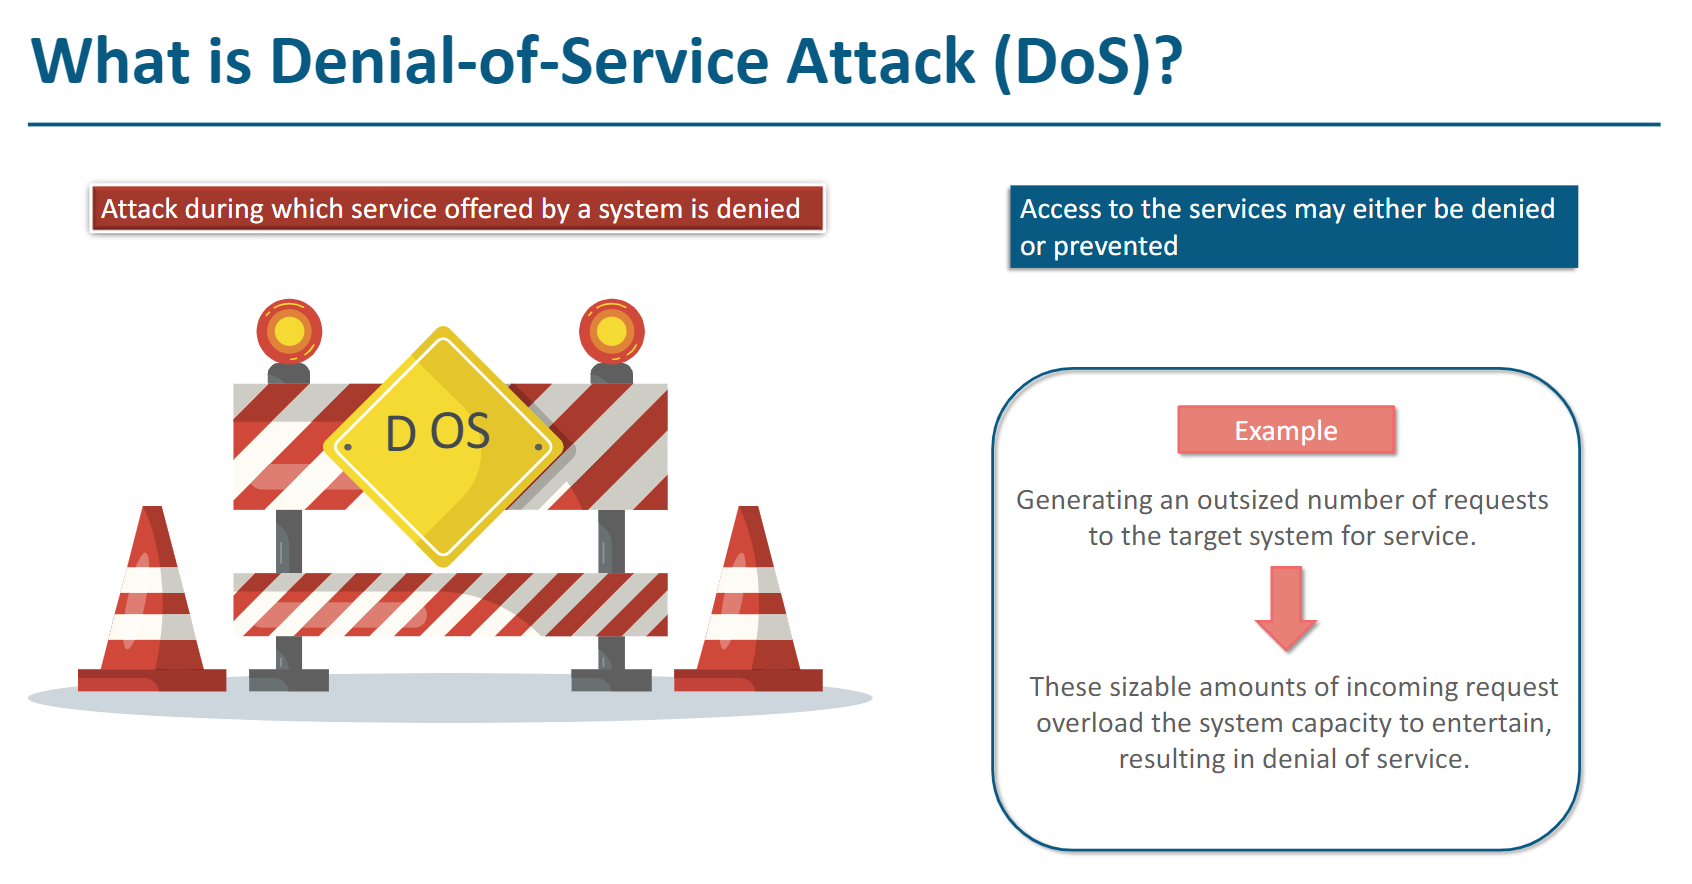 What is Denial-of-Service Attack (DoS)?
Attack during which service offered by a system is denied
Access to the services may either be denied
or prevented
D OS
Example
Generating an outsized number of requests
to the target system for service.
These sizable amounts of incoming request
overload the system capacity to entertain,
resulting in denial of service.